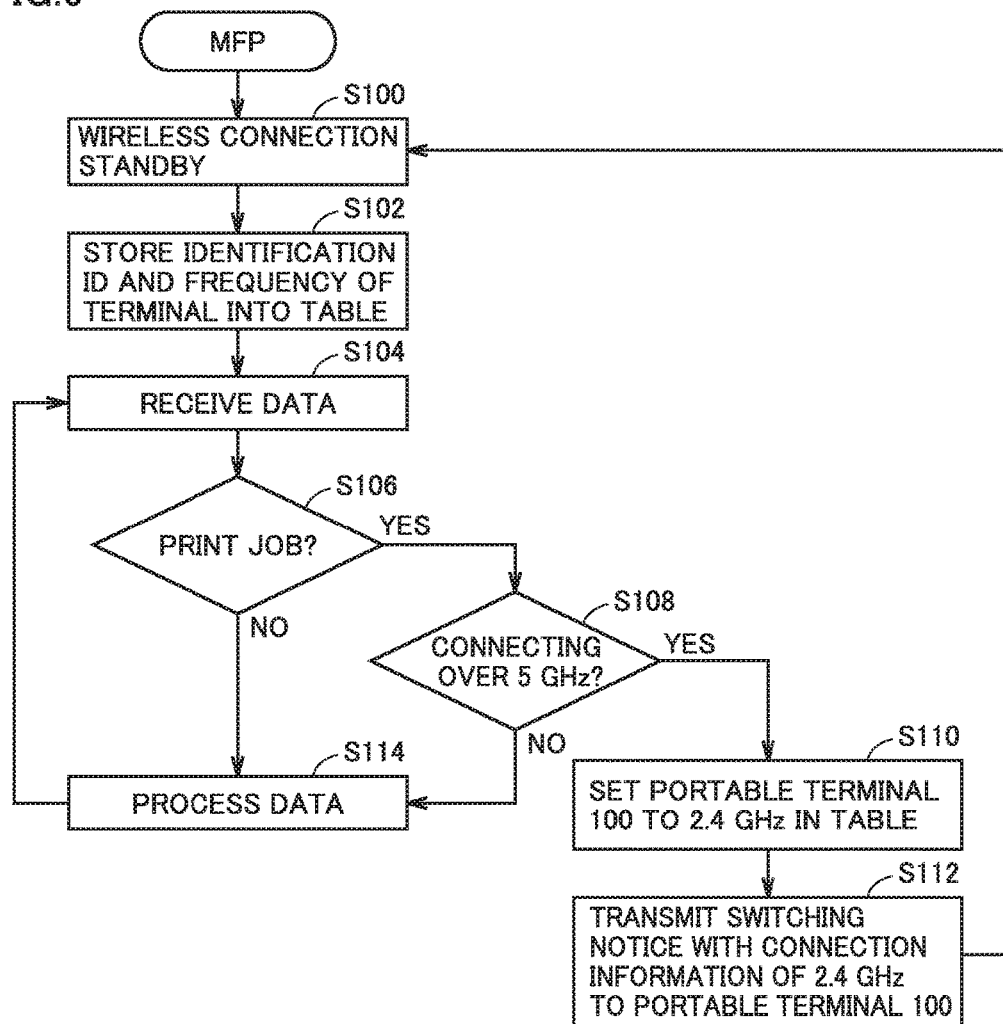 MFP
S100
WIRELESS CONNECTION
STANDBY
S102
STORE IDENTIFICATION
ID AND FREQUENCY OF
TERMINAL INTO TABLE
S104
RECEIVE DATA
S106
PRINT JOB?
YES
NO
S108
CONNECTING
OVER 5 GHz?
YES
NO
S110
SET PORTABLE TERMINAL
100 TO 2.4 GHz IN TABLE
S112
TRANSMIT SWITCHING
NOTICE WITH CONNECTION
INFORMATION OF 2.4 GHz
TO PORTABLE TERMINAL 100
S114
PROCESS DATA